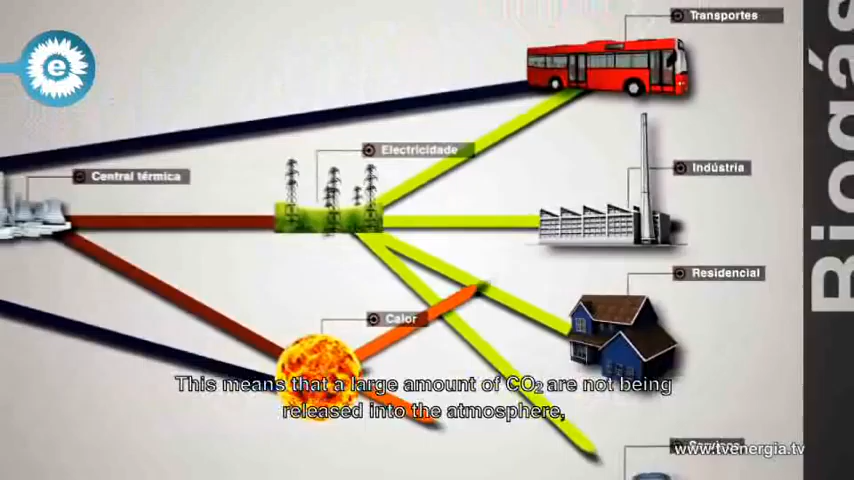 Transportes
e
Electricidade
Indústria
Central térmica
Residencial
Calor
Biogás
This means that a large amount of CO₂ are not being
released into the atmosphere,
Serviços
www.tvenergia.tv